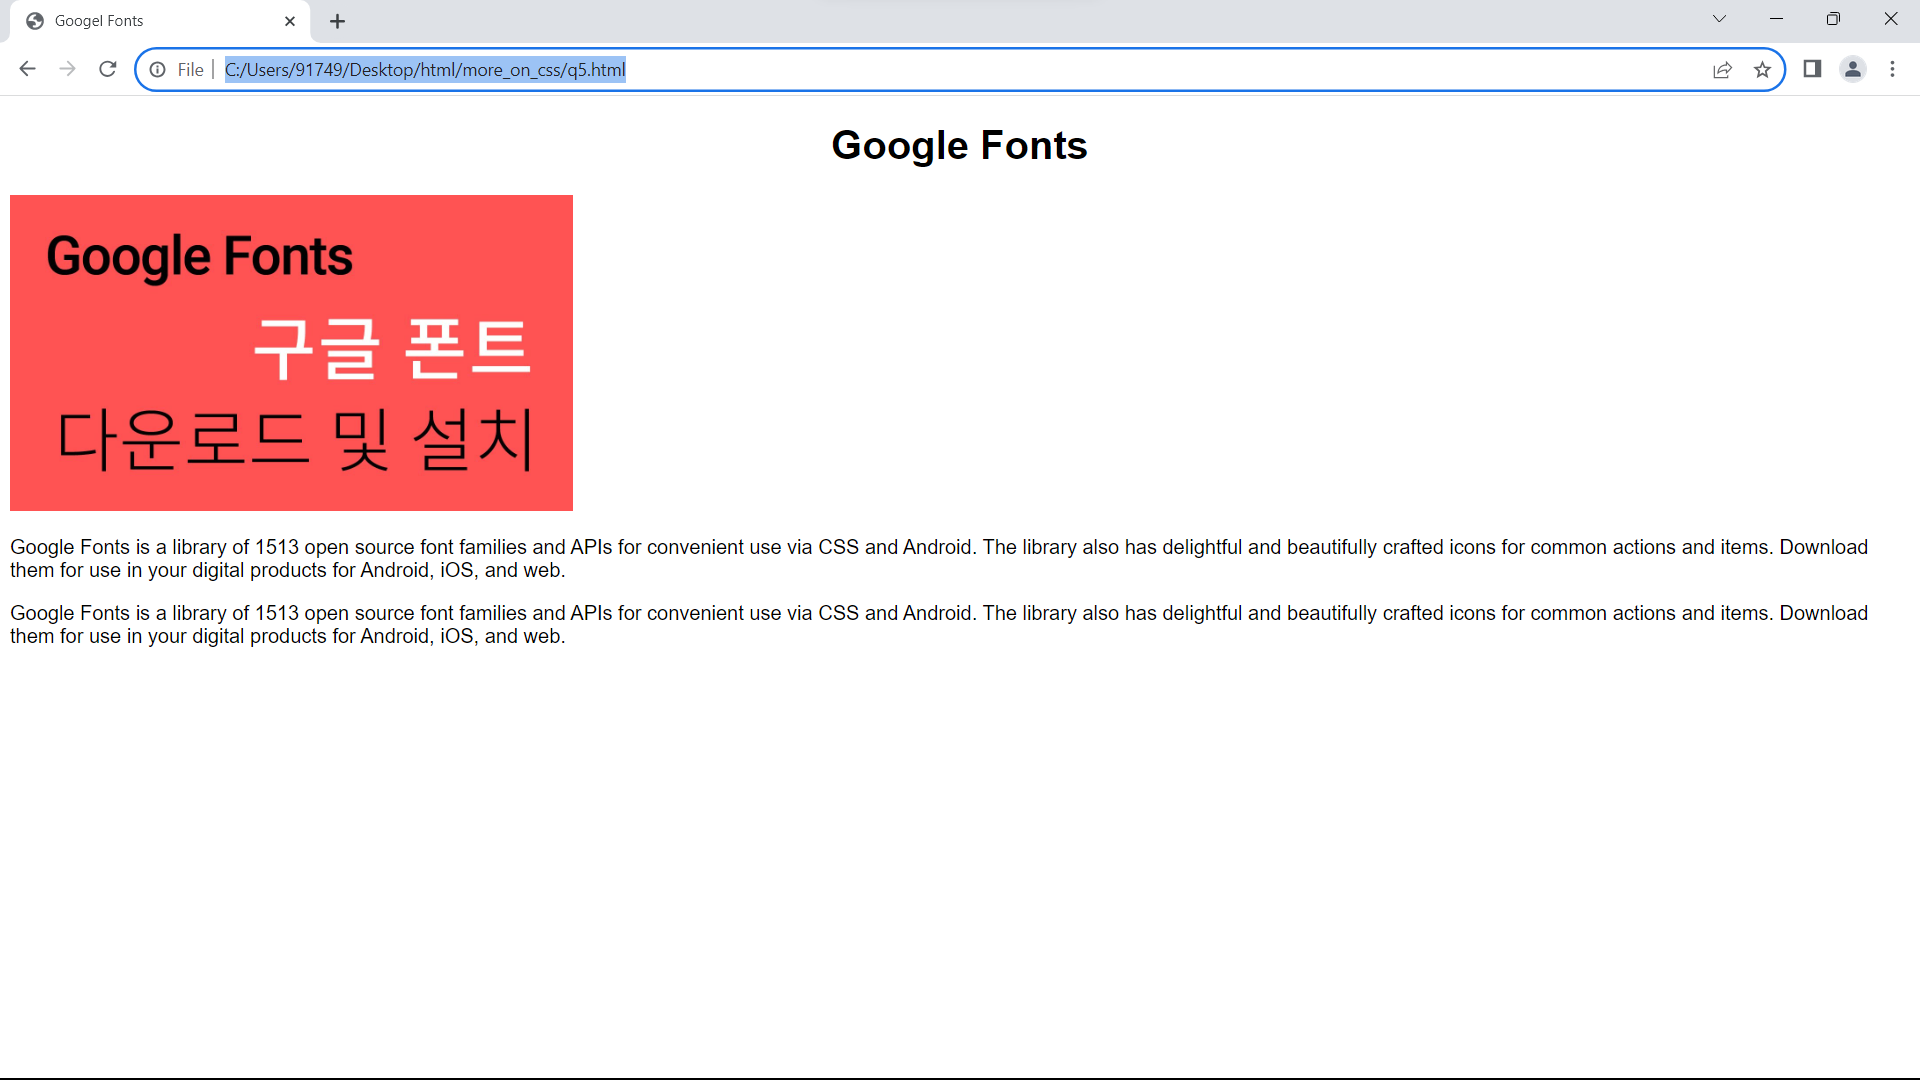 Googel Fonts
File
C:/Users/91749/Desktop/html/more_on_css/q5.html
Google Fonts
Google Fonts
구글 폰트
다운로드 및 설치
Google Fonts is a library of 1513 open source font families and APIs for convenient use via CSS and Android. The library also has delightful and beautifully crafted icons for common actions and items. Download
them for use in your digital products for Android, iOS, and web.
Google Fonts is a library of 1513 open source font families and APIs for convenient use via CSS and Android. The library also has delightful and beautifully crafted icons for common actions and items. Download
them for use in your digital products for Android, iOS, and web.